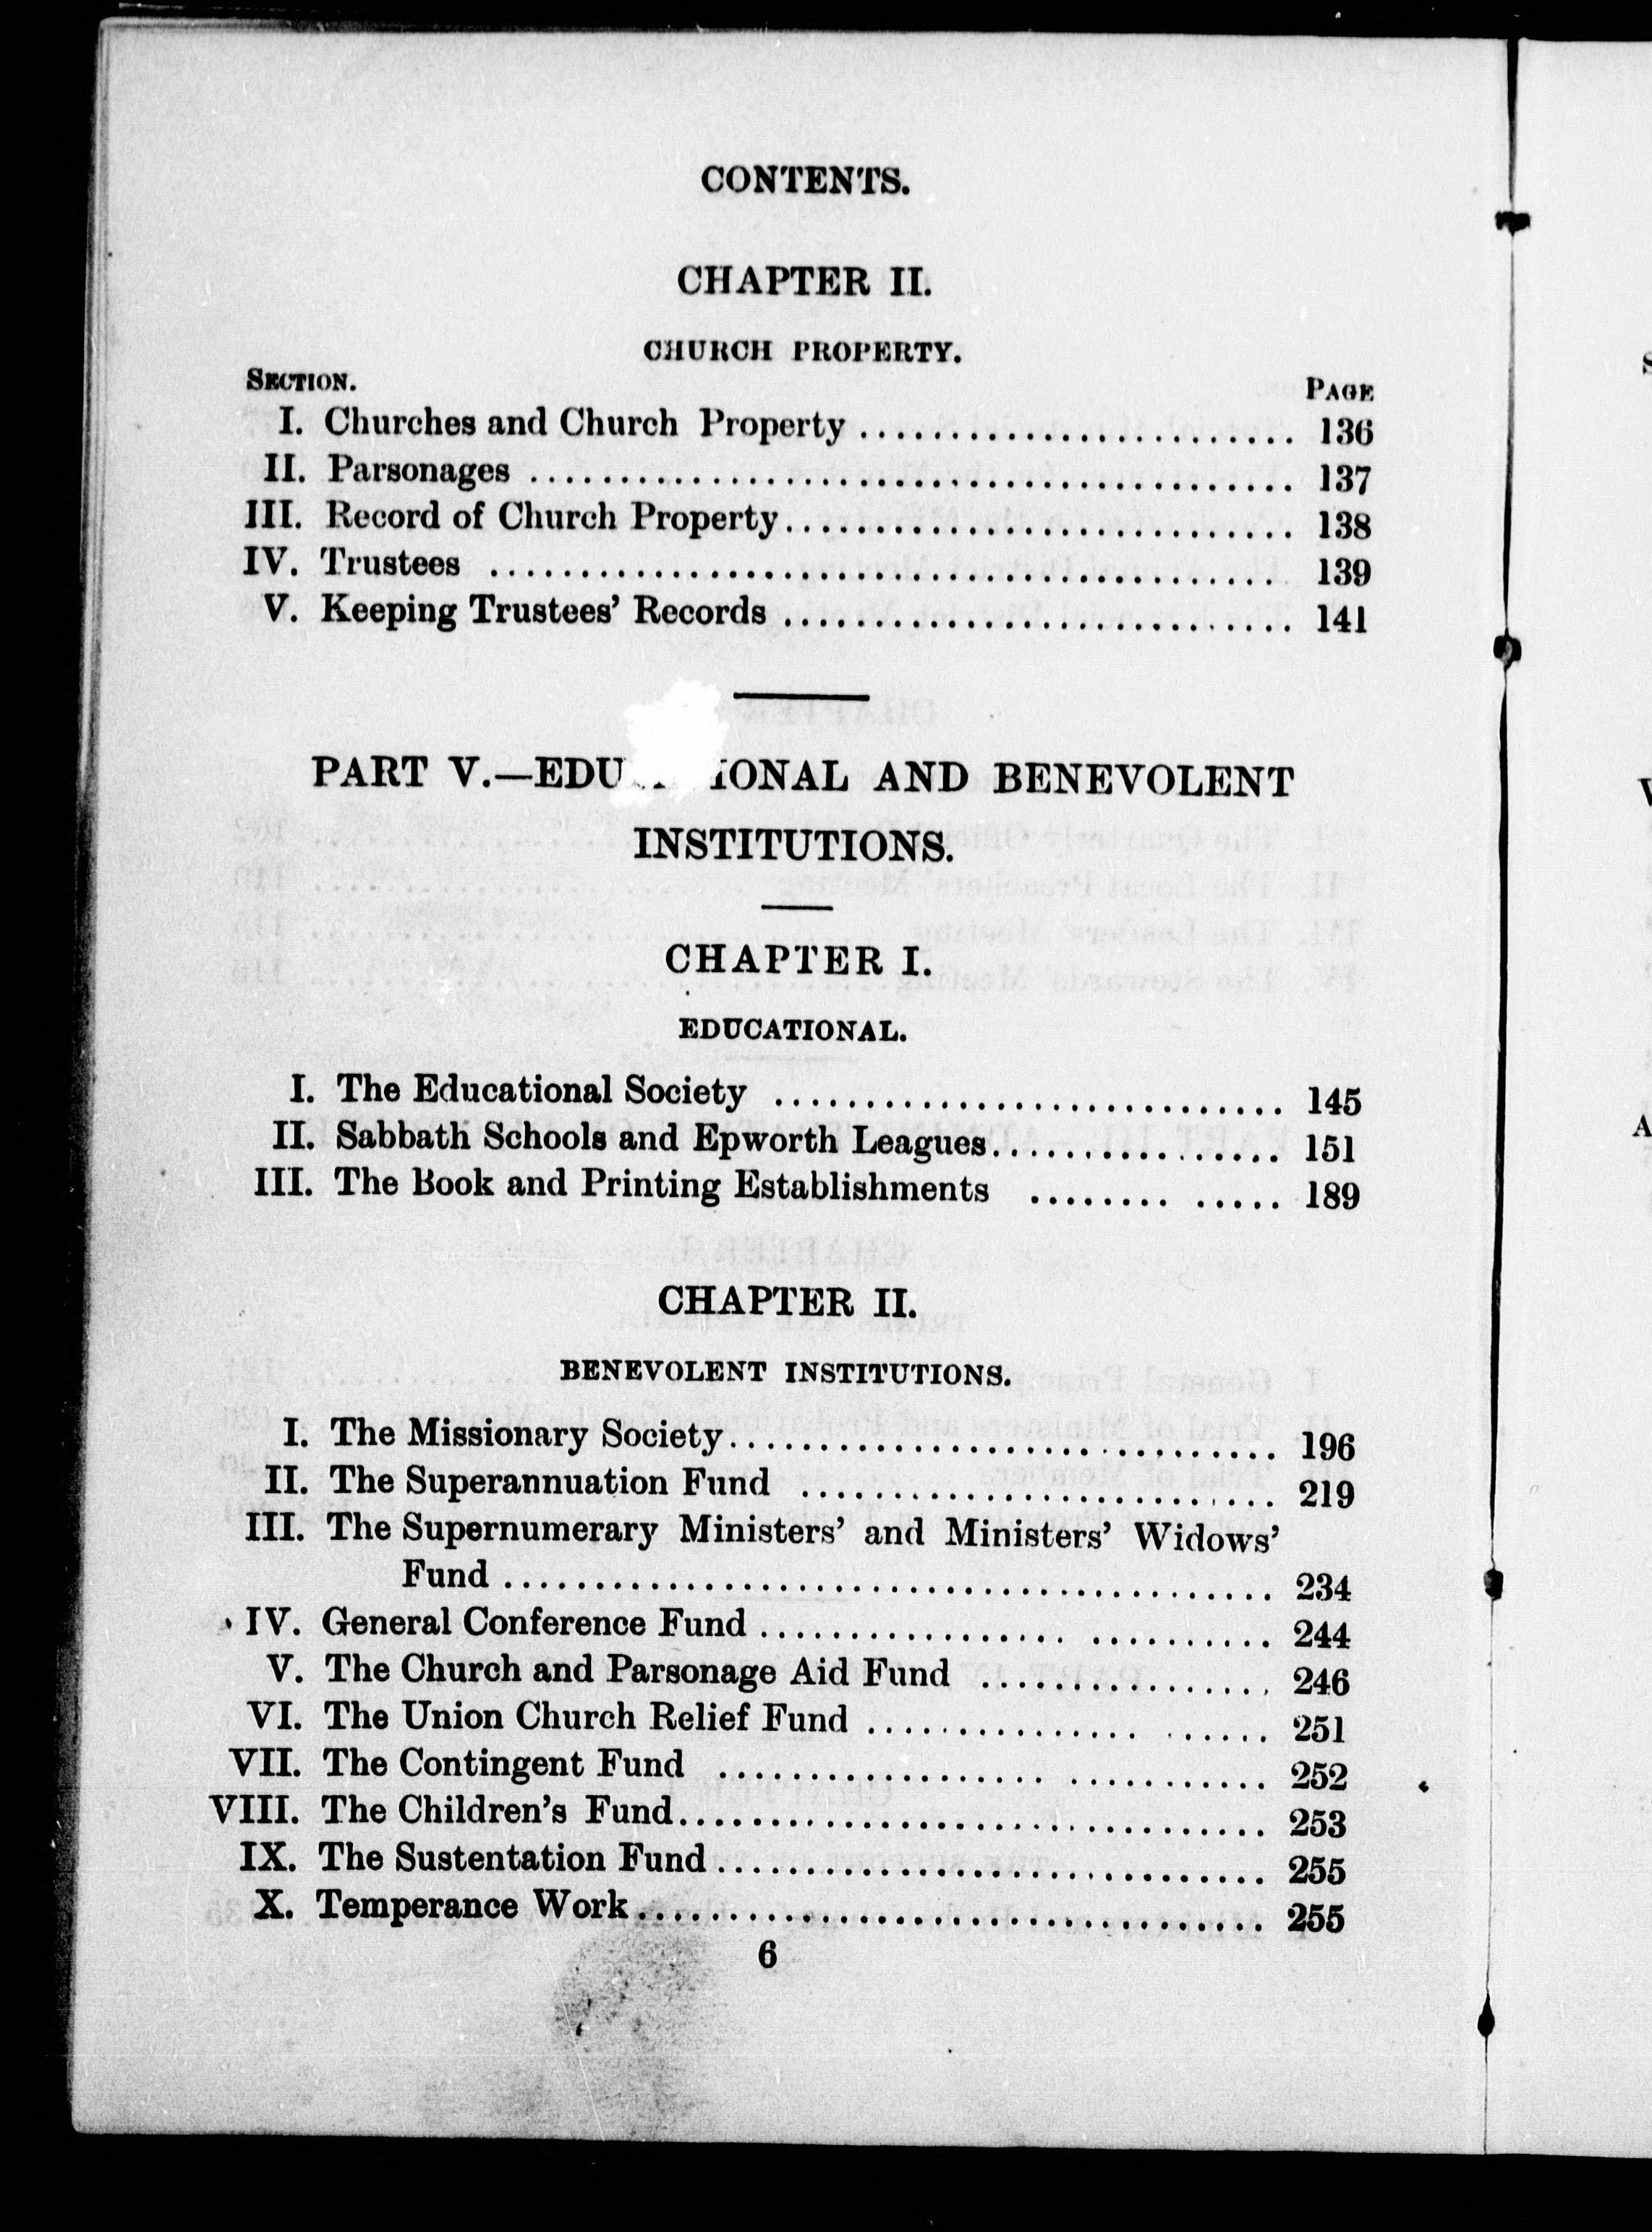 CONTENTS.
CHAPTER II.
CHURCH PROPERTY.
SECTION. PAGE
I. Churches and Church Property ........................ 136
II. Parsonages .......................................... 137
III. Record of Church Property............................ 138
IV. Trustees ............................................ 139
V. Keeping Trustees' Records ............................ 141
PART V.—EDU IONAL AND BENEVOLENT
INSTITUTIONS.
CHAPTER I.
EDUCATIONAL.
I. The Educational Society ............................ 145
II. Sabbath Schools and Epworth Leagues................ 151
III. The Book and Printing Establishments ........ ..... 189
CHAPTER II.
BENEVOLENT INSTITUTIONS.
I. The Missionary Society.............................. 196
II. The Superannuation Fund .......................... 219
III. The Supernumerary Ministers' and Ministers' Widows'
Fund .......................................... 234
IV. General Conference Fund ................. .......... 244
V. The Church and Parsonage Aid Fund ................ 246
VI. The Union Church Relief Fund ............... ...... 251
VII. The Contingent Fund .................. ........... 252
VIII. The Children's Fund................................ 253
IX. The Sustentation Fund.............................. 255
X. Temperance Work.................................. 255
6